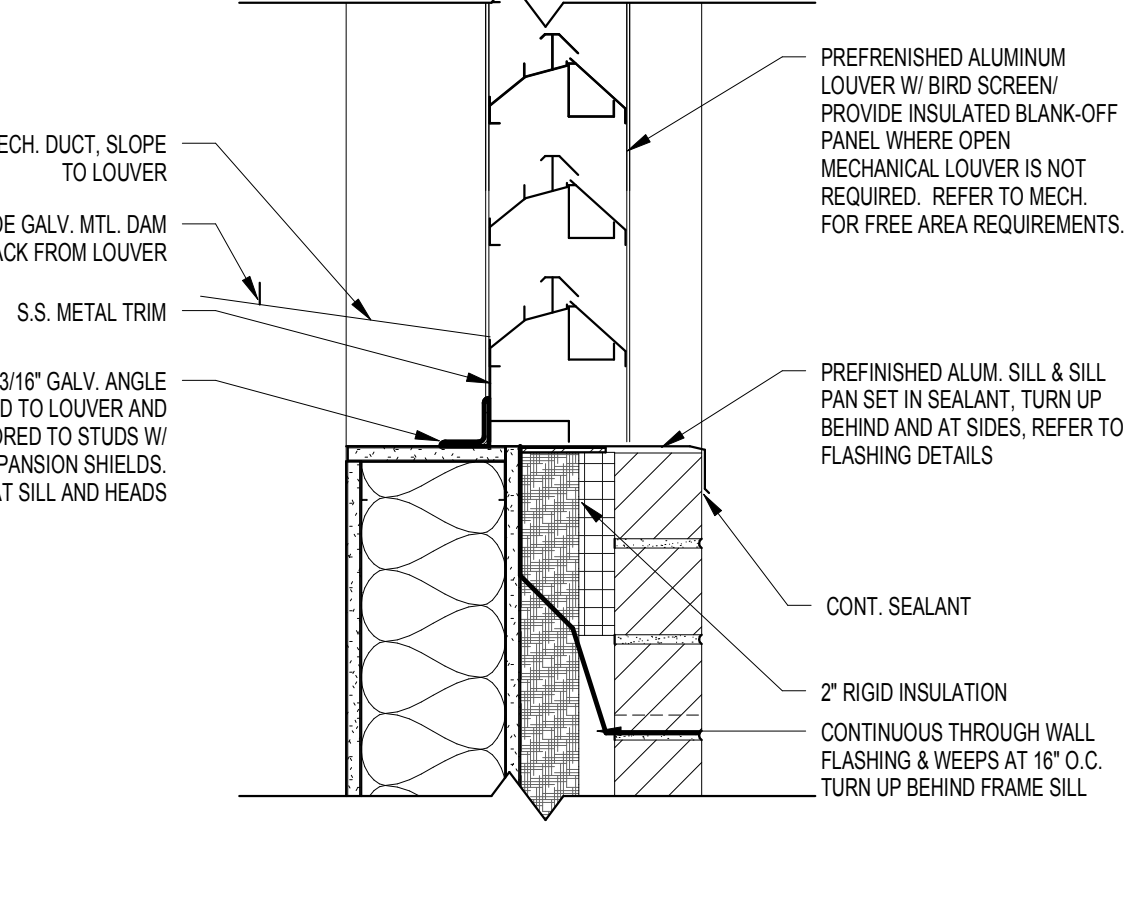 ECH. DUCT, SLOPE
TO LOUVER
DE GALV. MTL. DAM
ACK FROM LOUVER
S.S. METAL TRIM
3/16" GALV. ANGLE
D TO LOUVER AND
ORED TO STUDS W/
PANSION SHIELDS.
AT SILL AND HEADS
PREFRENISHED ALUMINUM
LOUVER W/ BIRD SCREEN/
PROVIDE INSULATED BLANK-OFF
PANEL WHERE OPEN
MECHANICAL LOUVER IS NOT
REQUIRED. REFER TO MECH.
FOR FREE AREA REQUIREMENTS.
PREFINISHED ALUM. SILL & SILL
PAN SET IN SEALANT, TURN UP
BEHIND AND AT SIDES, REFER TO
FLASHING DETAILS
CONT. SEALANT
2" RIGID INSULATION
CONTINUOUS THROUGH WALL
FLASHING & WEEPS AT 16" O.C.
TURN UP BEHIND FRAME SILL